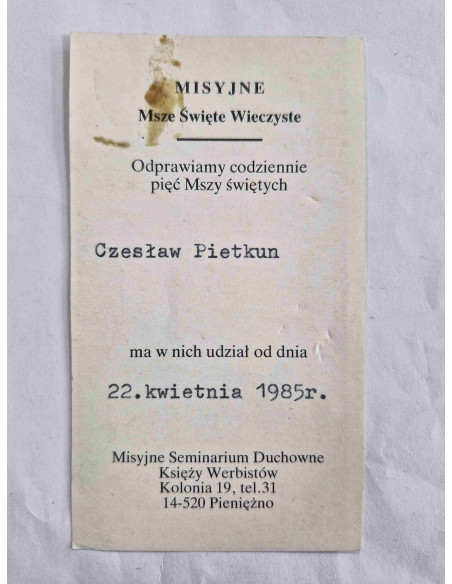 MISYJNE
Msze Święte Wieczyste
Odprawiamy codziennie
pięć Mszy świętych
Czesław Pietkun
ma w nich udział od dnia
22.kwietnia 1985r.
Misyjne Seminarium Duchowne
Księży Werbistów
Kolonia 19, tel.31
14-520 Pieniężno